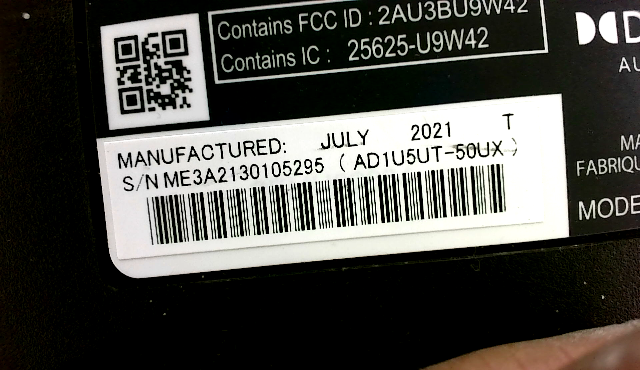 Contains FCC ID : 2AU3BU9W42
Contains IC : 25625-U9W42
MANUFACTURED: JULY 2021 T
S/N ME3A2130105295 ( AD1U5UT-50UX )